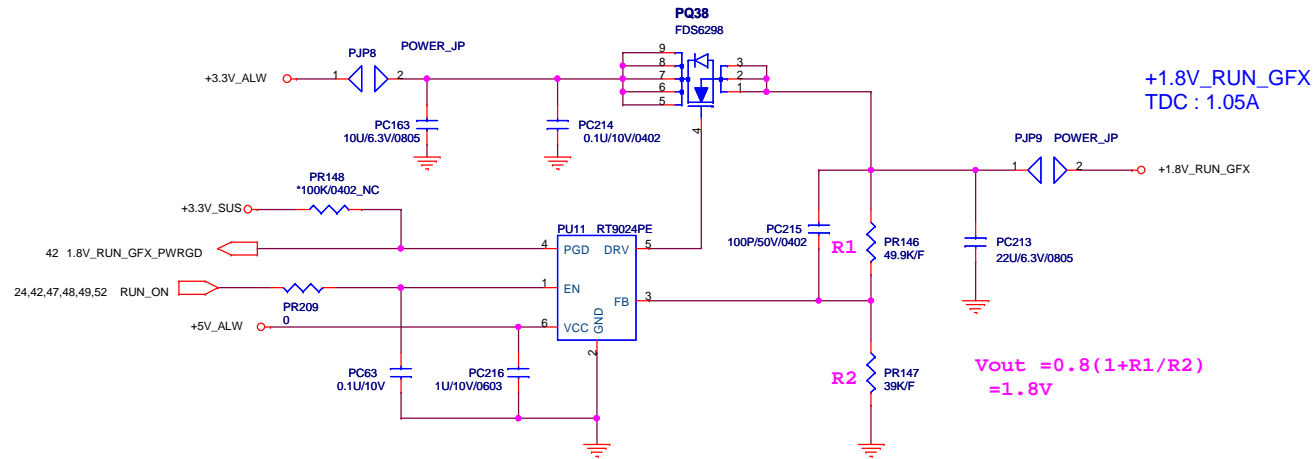 PQ38
FDS6298
PJP8
POWER_JP
+3.3V_ALW
1
2
9
8
7
6
5
3
2
1
4
+1.8V_RUN_GFX
TDC : 1.05A
PC163
10U/6.3V/0805
PC214
0.1U/10V/0402
PJP9
POWER_JP
1
2
+1.8V_RUN_GFX
PR148
*100K/0402_NC
+3.3V_SUS
PU11
RT9024PE
PC215
100P/50V/0402
R1
PR146
49.9K/F
PC213
22U/6.3V/0805
42 1.8V_RUN_GFX_PWRGD
4
PGD
DRV
5
24,42,47,48,49,52 RUN_ON
PR209
0
1
EN
FB
3
+5V_ALW
6
VCC
GND
2
PC63
0.1U/10V
PC216
1U/10V/0603
R2
PR147
39K/F
Vout =0.8(1+R1/R2)
=1.8V